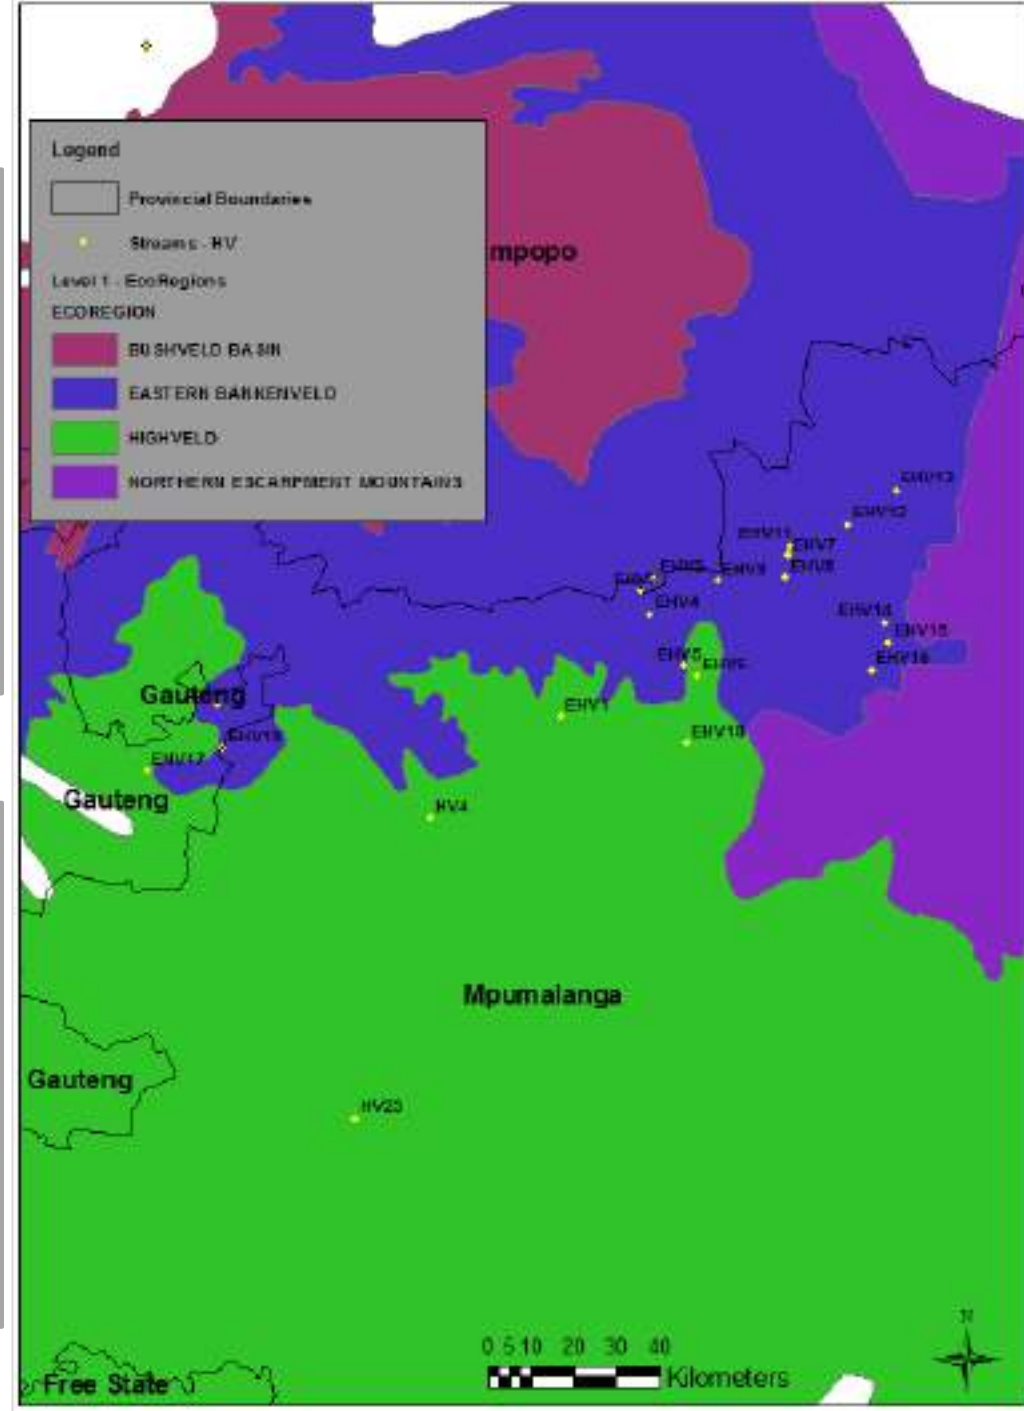 Legend
Provincial Boundaries
Streams - HV
Level 1 - EcoRegions
ECOREGION
BUSHVELD BASIN
EASTERN BANKENVELD
HIGHVELD
NORTHERN ESCARPMENT MOUNTAINS
mpopo
EHV13
EHV12
EHV11
EHV7
EHV8
EHV3
EHV4
EHV14
EHV15
EHV16
EHV5
EHV1
EHV10
Gauteng
EHV17
Gauteng
HV4
Mpumalanga
Gauteng
HV23
N
0 5 10 20 30 40
Kilometers
Free State